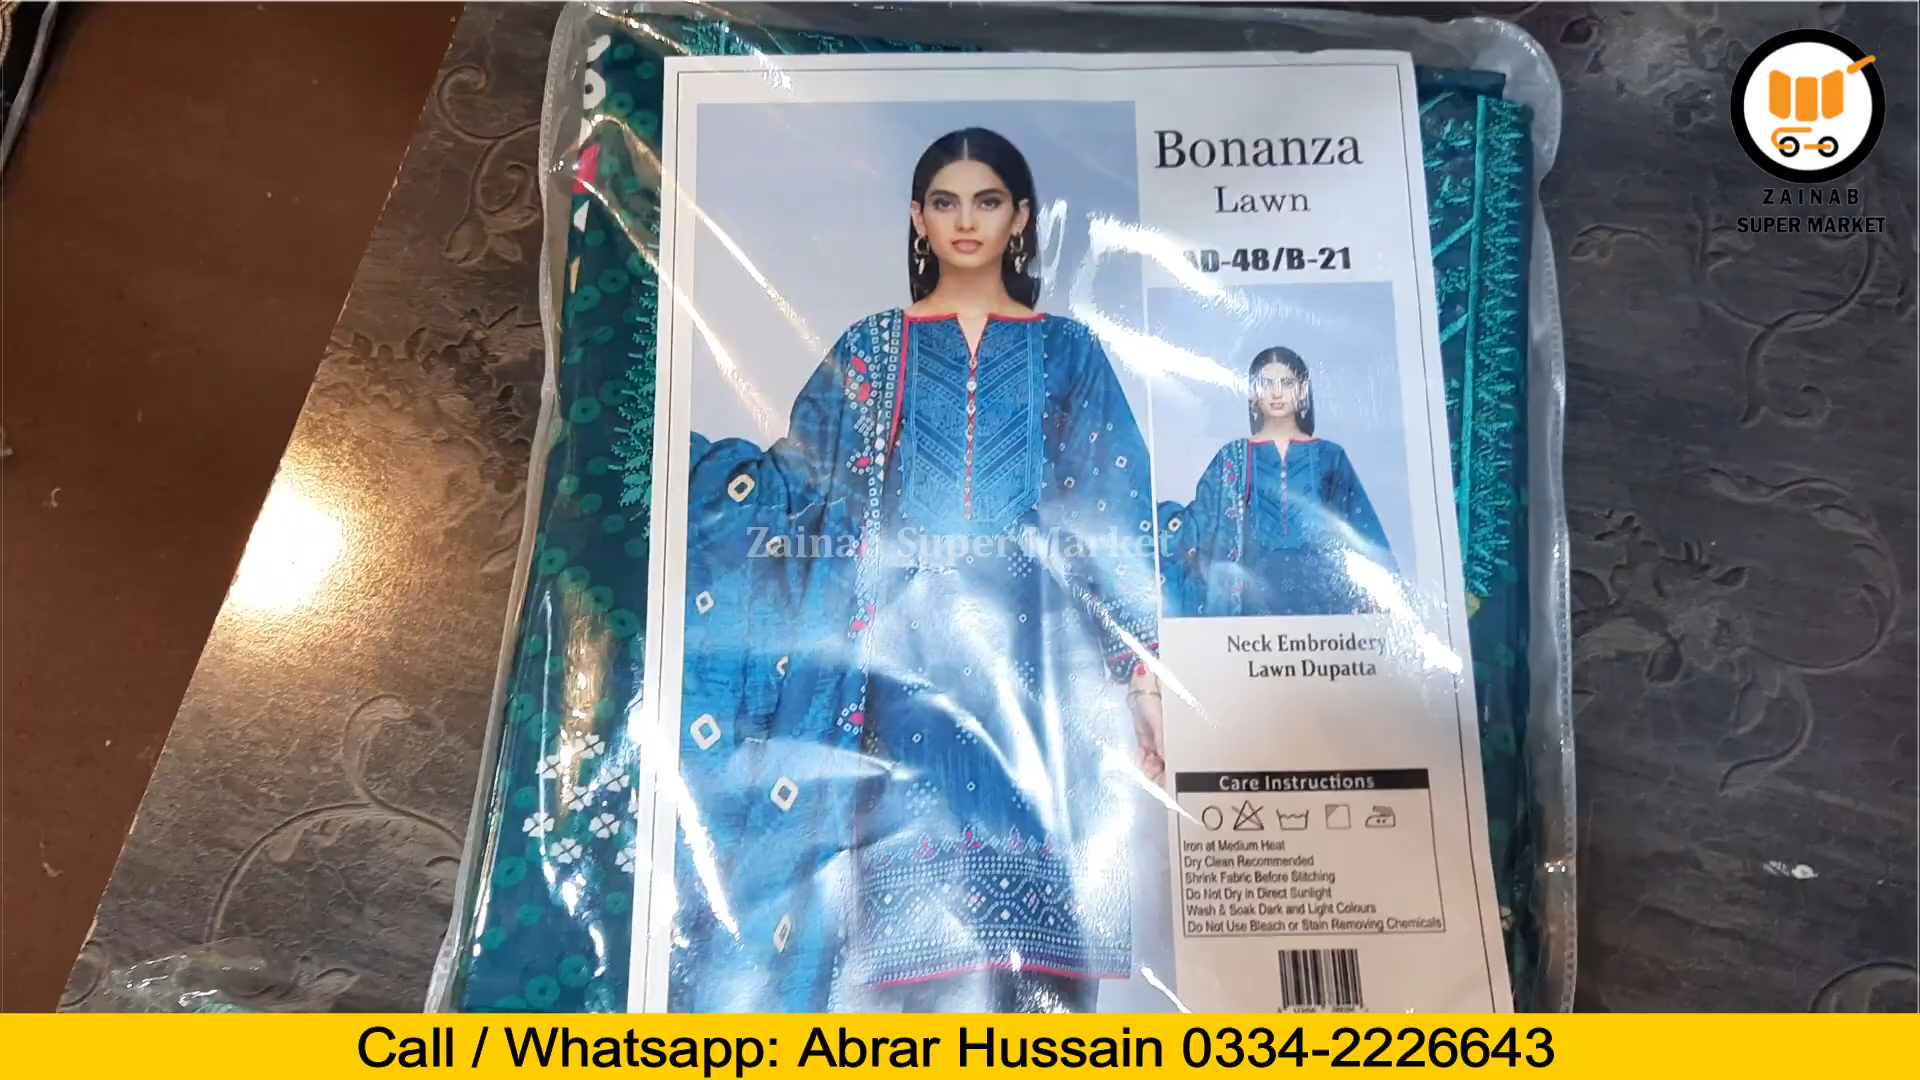 Bonanza
Lawn
AD-48/B-21
ZAINAB
SUPER MARKET
Zainab Super Market
Neck Embroidery
Lawn Dupatta
Care Instructions
Iron at Medium Heat
Dry Clean Recommended
Shrink Fabric Before Stitching
Do Not Dry in Direct Sunlight
Wash & Soak Dark and Light Colours
Do Not Use Bleach or Stain Removing Chemicals
Call / Whatsapp: Abrar Hussain 0334-2226643